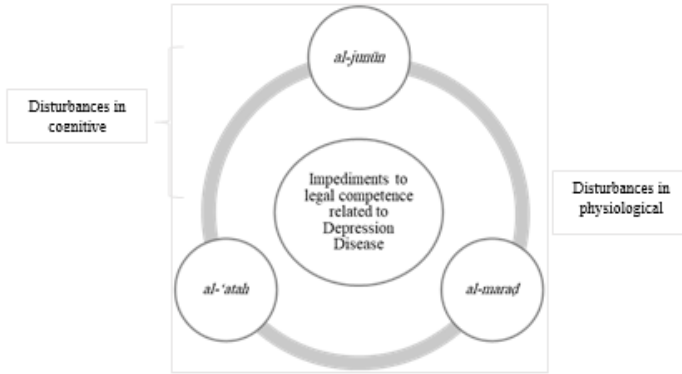 al-junūn
Disturbances in
cognitive
Impediments to
legal competence
related to
Depression
Disease
Disturbances in
physiological
al-‘atah
al-maraḍ